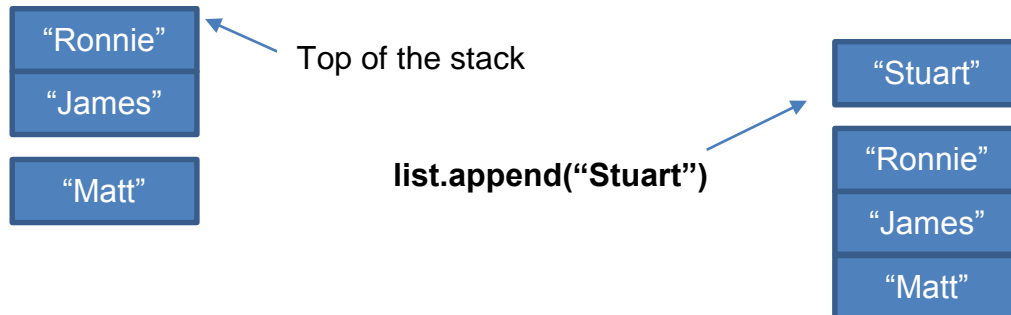 “Ronnie”
“James”
“Matt”
Top of the stack
list.append(“Stuart”)
“Stuart”
“Ronnie”
“James”
“Matt”